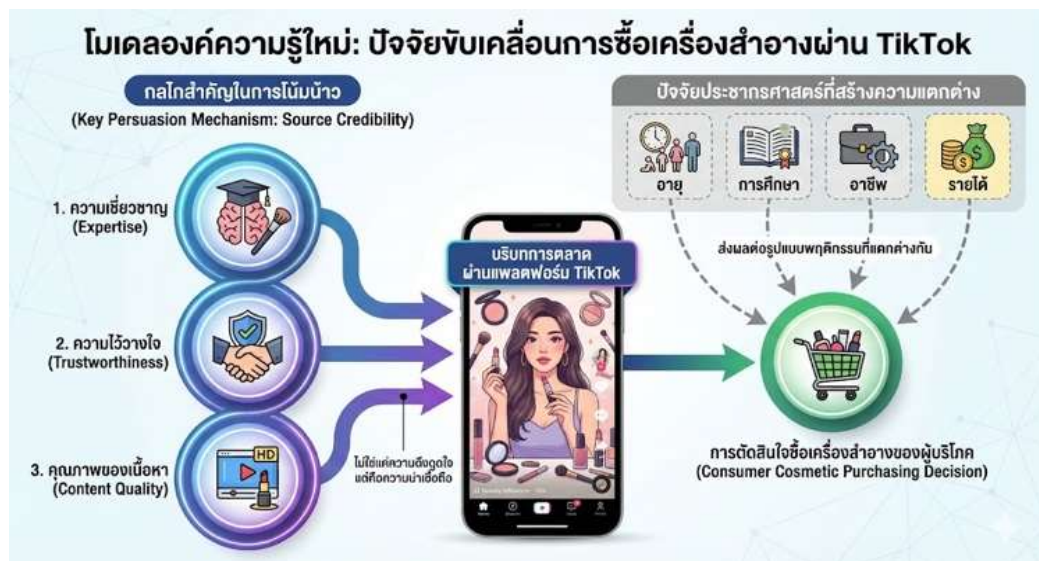 โมเดลองค์ความรู้ใหม่: ปัจจัยขับเคลื่อนการซื้อเครื่องสำอางผ่าน TikTok
กลไกสำคัญในการโน้มน้าว
(Key Persuasion Mechanism: Source Credibility)
1. ความเชี่ยวชาญ
(Expertise)
2. ความไว้วางใจ
(Trustworthiness)
3. คุณภาพของเนื้อหา
(Content Quality)
HD
ไม่ใช่แค่ความดึงดูดใจ
แต่คือความน่าเชื่อถือ
บริบทการตลาด
ผ่านแพลตฟอร์ม TikTok
ปัจจัยประชากรศาสตร์ที่สร้างความแตกต่าง
อายุ
การศึกษา
อาชีพ
รายได้
ส่งผลต่อรูปแบบพฤติกรรมที่แตกต่างกัน
การตัดสินใจซื้อเครื่องสำอางของผู้บริโภค
(Consumer Cosmetic Purchasing Decision)